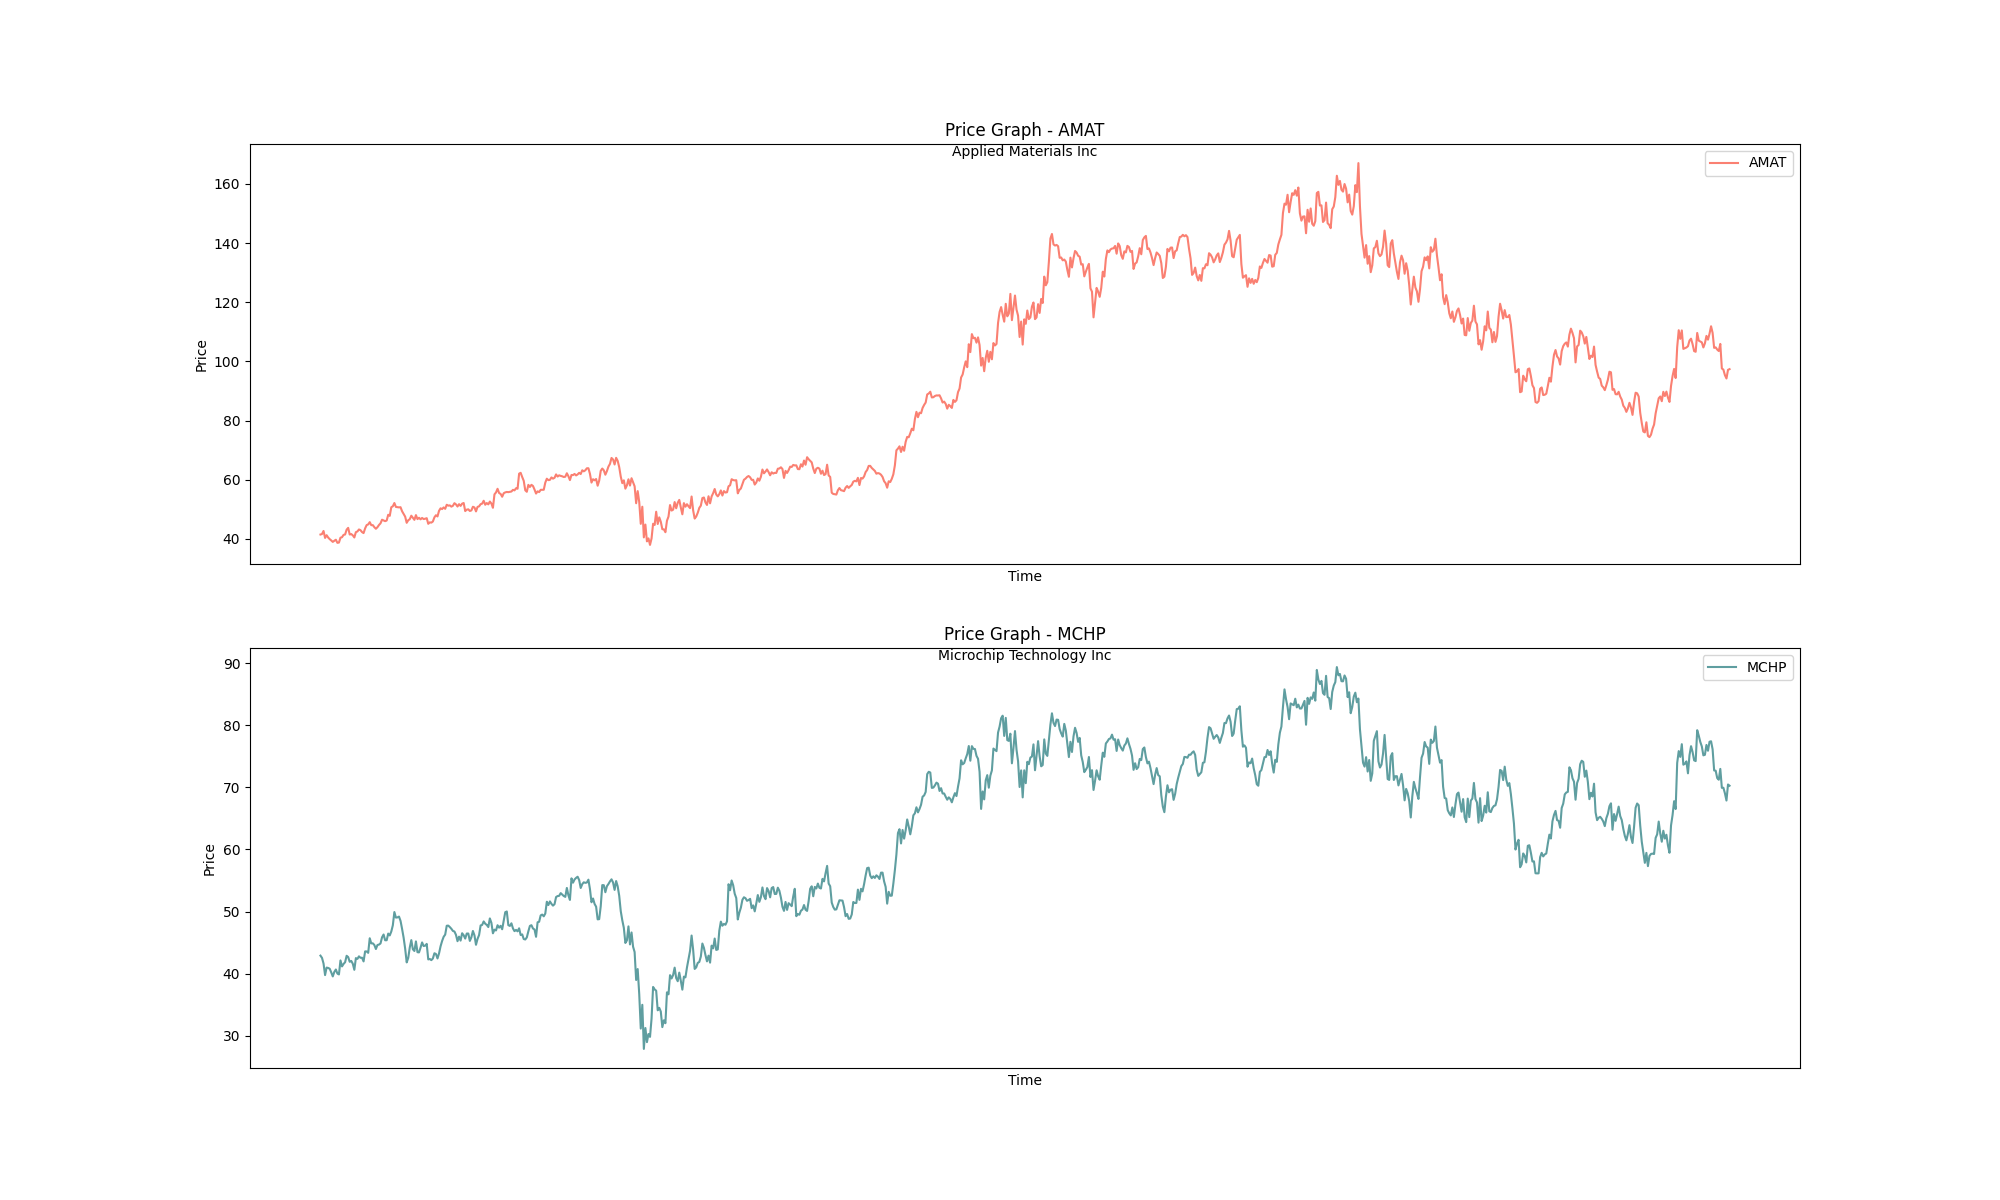 Price Graph - AMAT
Applied Materials Inc
AMAT
160
140
120
100
80
60
40
Price
Time
Price Graph - MCHP
Microchip Technology Inc
MCHP
90
80
70
60
50
40
30
Price
Time